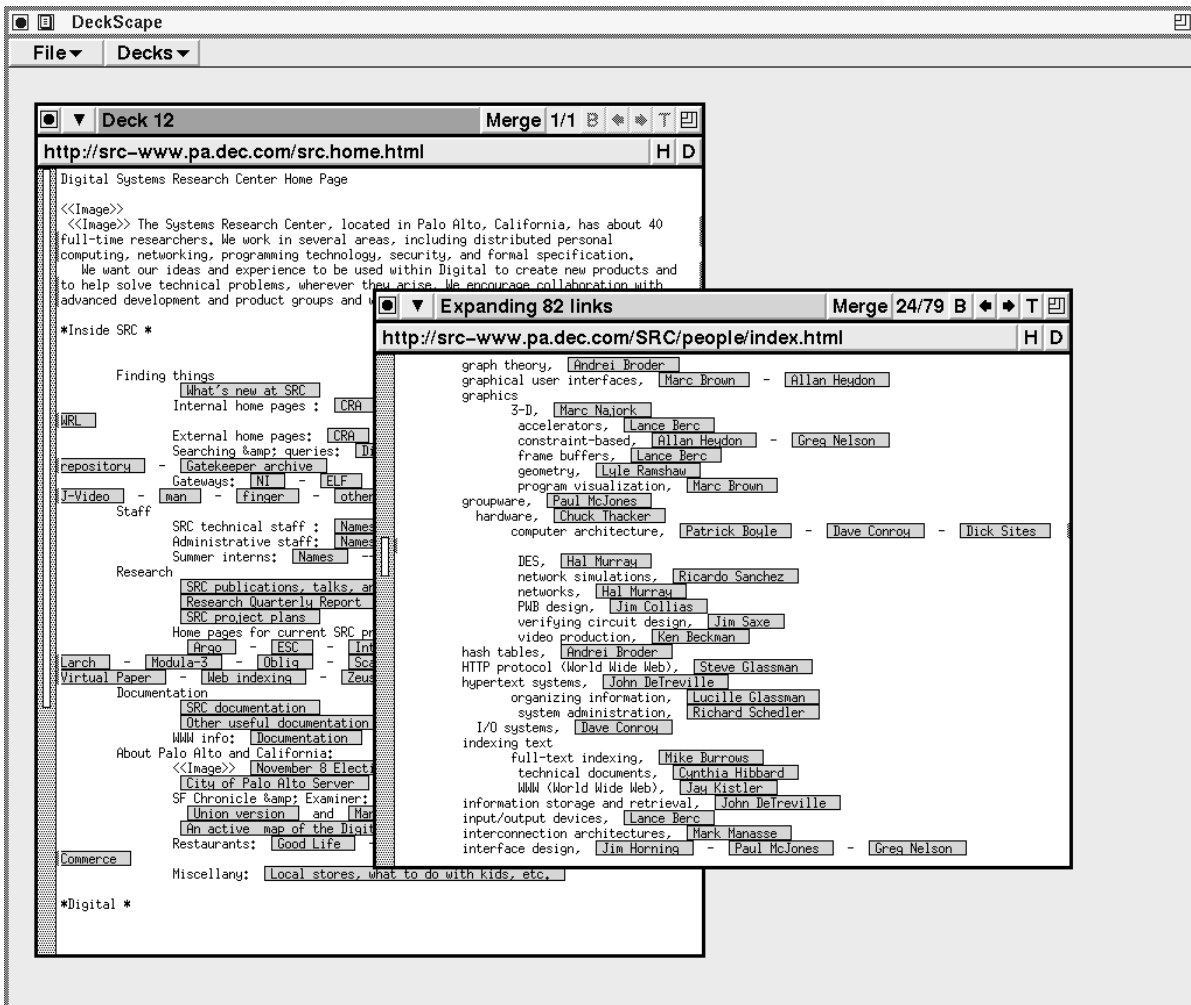 DeckScape
File Decks
Deck 12 Merge 1/1 B T
http://src-www.pa.dec.com/src.home.html H D
Digital Systems Research Center Home Page
<<Image>>
<<Image>> The Systems Research Center, located in Palo Alto, California, has about 40
full-time researchers. We work in several areas, including distributed personal
computing, networking, programming technology, security, and formal specification.
We want our ideas and experience to be used within Digital to create new products and
to help solve technical problems, wherever they arise. We encourage collaboration with
advanced development and product groups and
*Inside SRC *
Finding things
What's new at SRC
Internal home pages : CRA
WRL
External home pages: CRA
Searching &amp; queries:
repository - Gatekeeper archive
Gateways: NI - ELF
J-Video - man - finger - other
Staff
SRC technical staff : Names
Administrative staff: Names
Summer interns: Names --
Research
SRC publications, talks,
Research Quarterly Report
SRC project plans
Home pages for current SRC
Argo - ESC -
Larch - Modula-3 - Obliq -
Virtual Paper - Web indexing - Zeus
Documentation
SRC documentation
Other useful documentation
WWW info: Documentation
About Palo Alto and California:
<<Image>> November 8
City of Palo Alto Server
SF Chronicle &amp; Examiner:
Union version and
An active map of the
Restaurants: Good Life -
Commerce
Miscellany: Local stores, what to do with kids, etc.
*Digital *
Expanding 82 links Merge 24/79 B T
http://src-www.pa.dec.com/SRC/people/index.html H D
graph theory, Andrei Broder
graphical user interfaces, Marc Brown - Allan Heydon
graphics
3-D, Marc Najork
accelerators, Lance Berc
constraint-based, Allan Heydon - Greg Nelson
frame buffers, Lance Berc
geometry, Lyle Ramshaw
program visualization, Marc Brown
groupware, Paul McJones
hardware, Chuck Thacker
computer architecture, Patrick Boyle - Dave Conroy - Dick Sites
DES, Hal Murray
network simulations, Ricardo Sanchez
networks, Hal Murray
PWB design, Jim Collias
verifying circuit design, Jim Saxe
video production, Ken Beckman
hash tables, Andrei Broder
HTTP protocol (World Wide Web), Steve Glassman
hypertext systems, John DeTreville
organizing information, Lucille Glassman
system administration, Richard Schedler
I/O systems, Dave Conroy
indexing text
full-text indexing, Mike Burrows
technical documents, Cynthia Hibbard
WWW (World Wide Web), Jay Kistler
information storage and retrieval, John DeTreville
input/output devices, Lance Berc
interconnection architectures, Mark Manasse
interface design, Jim Horning - Paul McJones - Greg Nelson